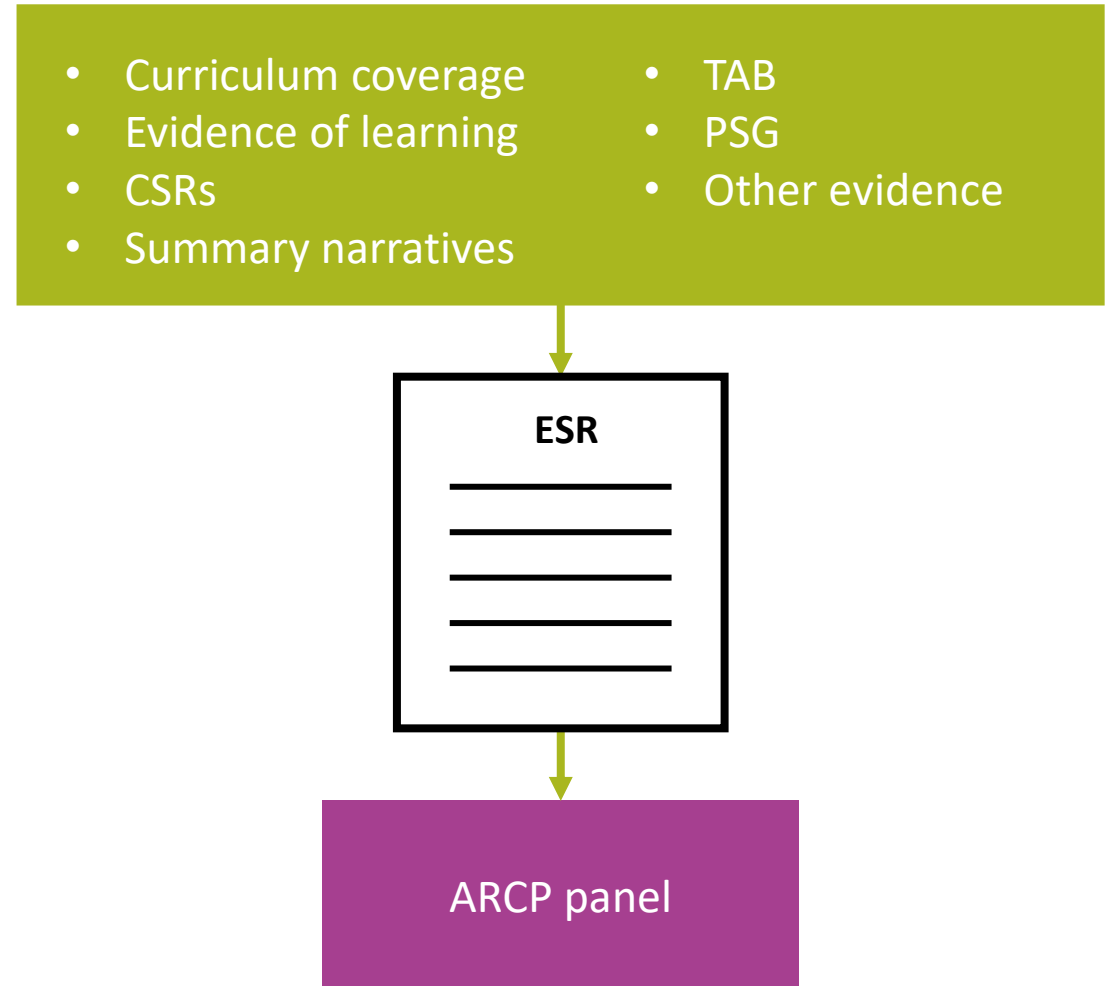 • Curriculum coverage
• Evidence of learning
• CSRs
• Summary narratives
• TAB
• PSG
• Other evidence
ESR
ARCP panel